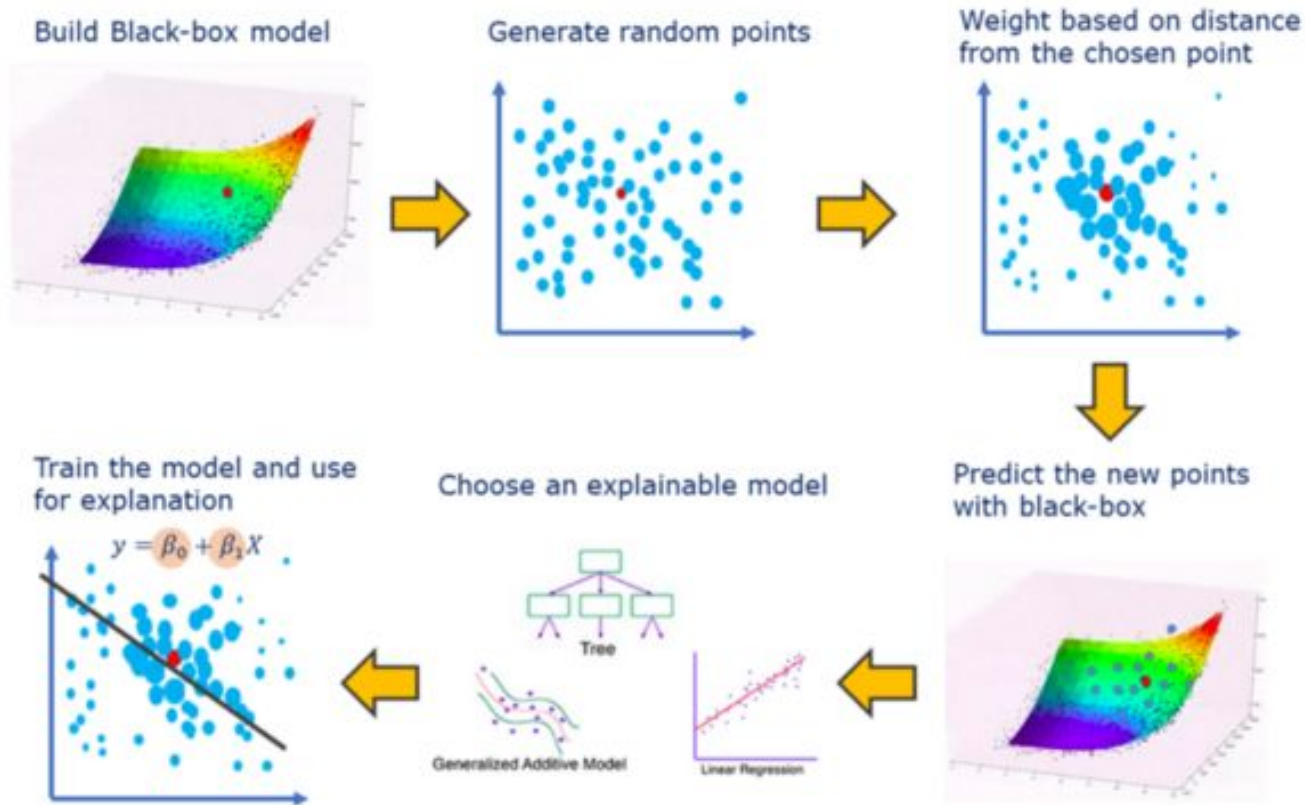 Build Black-box model
Generate random points
Weight based on distance
from the chosen point
Train the model and use
for explanation
y = β₀ + β₁X
Choose an explainable model
Tree
Generalized Additive Model
Linear Regression
Predict the new points
with black-box